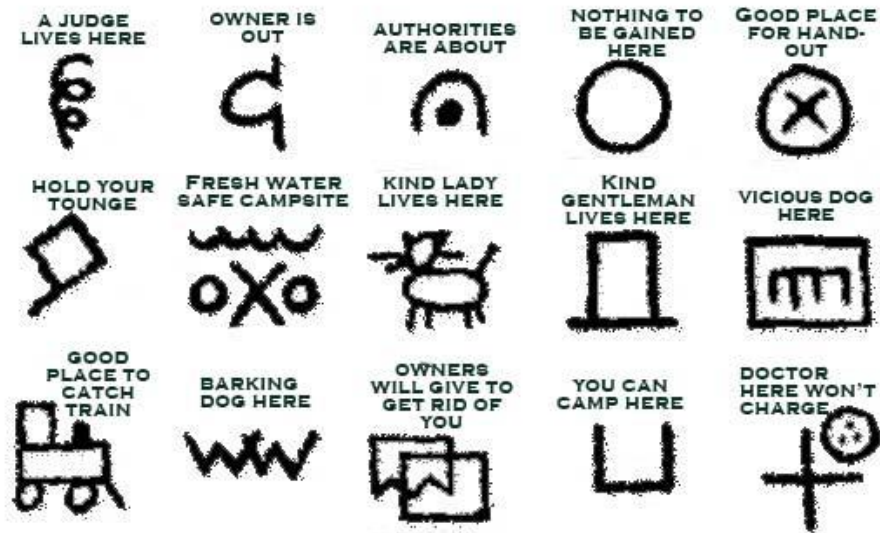 A JUDGE
LIVES HERE
OWNER IS
OUT
AUTHORITIES
ARE ABOUT
NOTHING TO
BE GAINED
HERE
GOOD PLACE
FOR HAND-
OUT
HOLD YOUR
TOUNGE
FRESH WATER
SAFE CAMPSITE
KIND LADY
LIVES HERE
KIND
GENTLEMAN
LIVES HERE
VICIOUS DOG
HERE
GOOD
PLACE TO
CATCH
TRAIN
BARKING
DOG HERE
OWNERS
WILL GIVE TO
GET RID OF
YOU
YOU CAN
CAMP HERE
DOCTOR
HERE WON'T
CHARGE